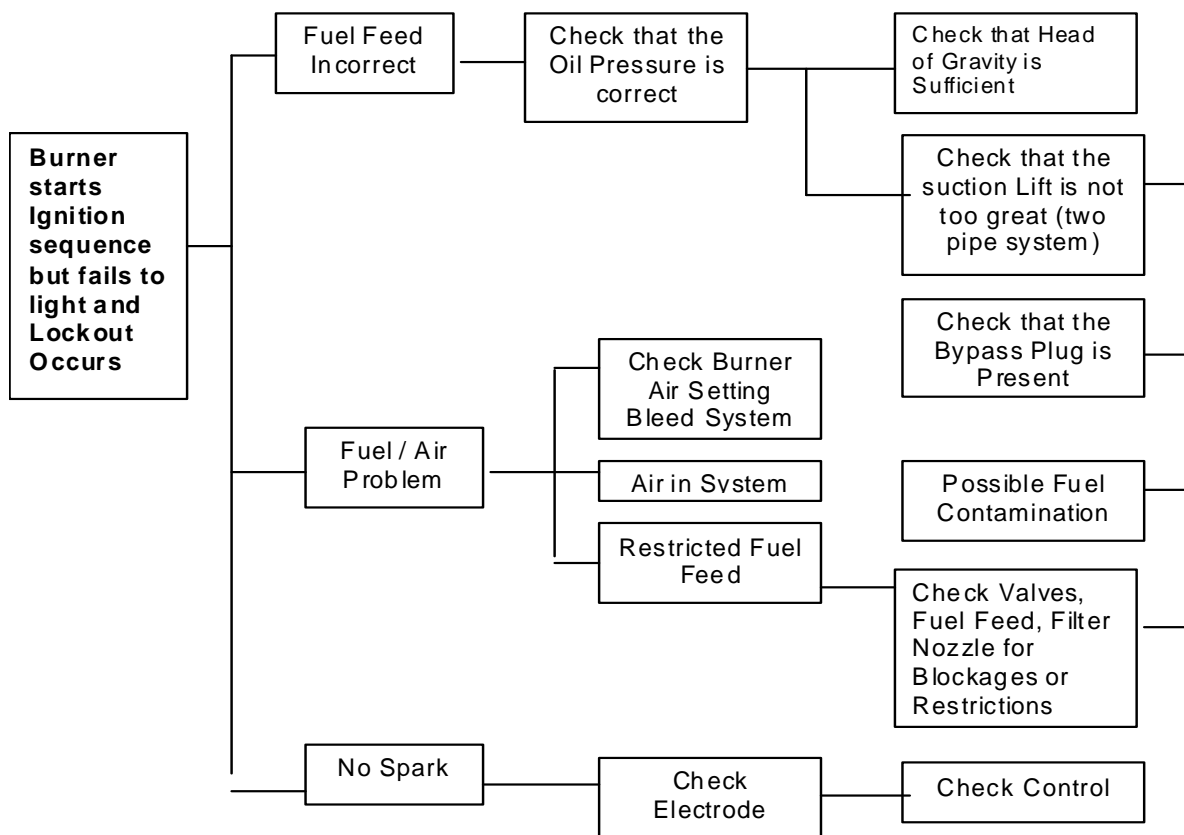 Burner
starts
Ignition
sequence
but fails to
light and
Lockout
Occurs
Fuel Feed
Incorrect
Check that the
Oil Pressure is
correct
Check that Head
of Gravity is
Sufficient
Check that the
suction Lift is not
too great (two
pipe system)
Check that the
Bypass Plug is
Present
Fuel / Air
Problem
Check Burner
Air Setting
Bleed System
Air in System
Restricted Fuel
Feed
Possible Fuel
Contamination
Check Valves,
Fuel Feed, Filter
Nozzle for
Blockages or
Restrictions
No Spark
Check
Electrode
Check Control